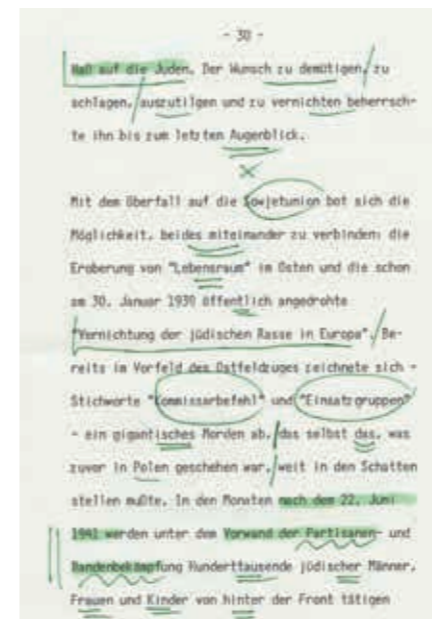 - 30 -
Haß auf die Juden. Der Wunsch zu demütigen, zu
schlagen, auszutilgen und zu vernichten beherrsch-
te ihn bis zum letzten Augenblick.
Mit dem Überfall auf die Sowjetunion bot sich die
Möglichkeit, beides miteinander zu verbinden: die
Eroberung von "Lebensraum" im Osten und die schon
am 30. Januar 1939 öffentlich angedrohte
"Vernichtung der jüdischen Rasse in Europa". Be-
reits im Vorfeld des Ostfeldzuges zeichnete sich -
Stichworte "Kommissarbefehl" und "Einsatzgruppen"
- ein gigantisches Morden ab, das selbst das, was
zuvor in Polen geschehen war, weit in den Schatten
stellen mußte. In den Monaten nach dem 22. Juni
1941 werden unter dem Vorwand der Partisanen- und
Bandenbekämpfung Hunderttausende jüdischer Männer,
Frauen und Kinder von hinter der Front tätigen